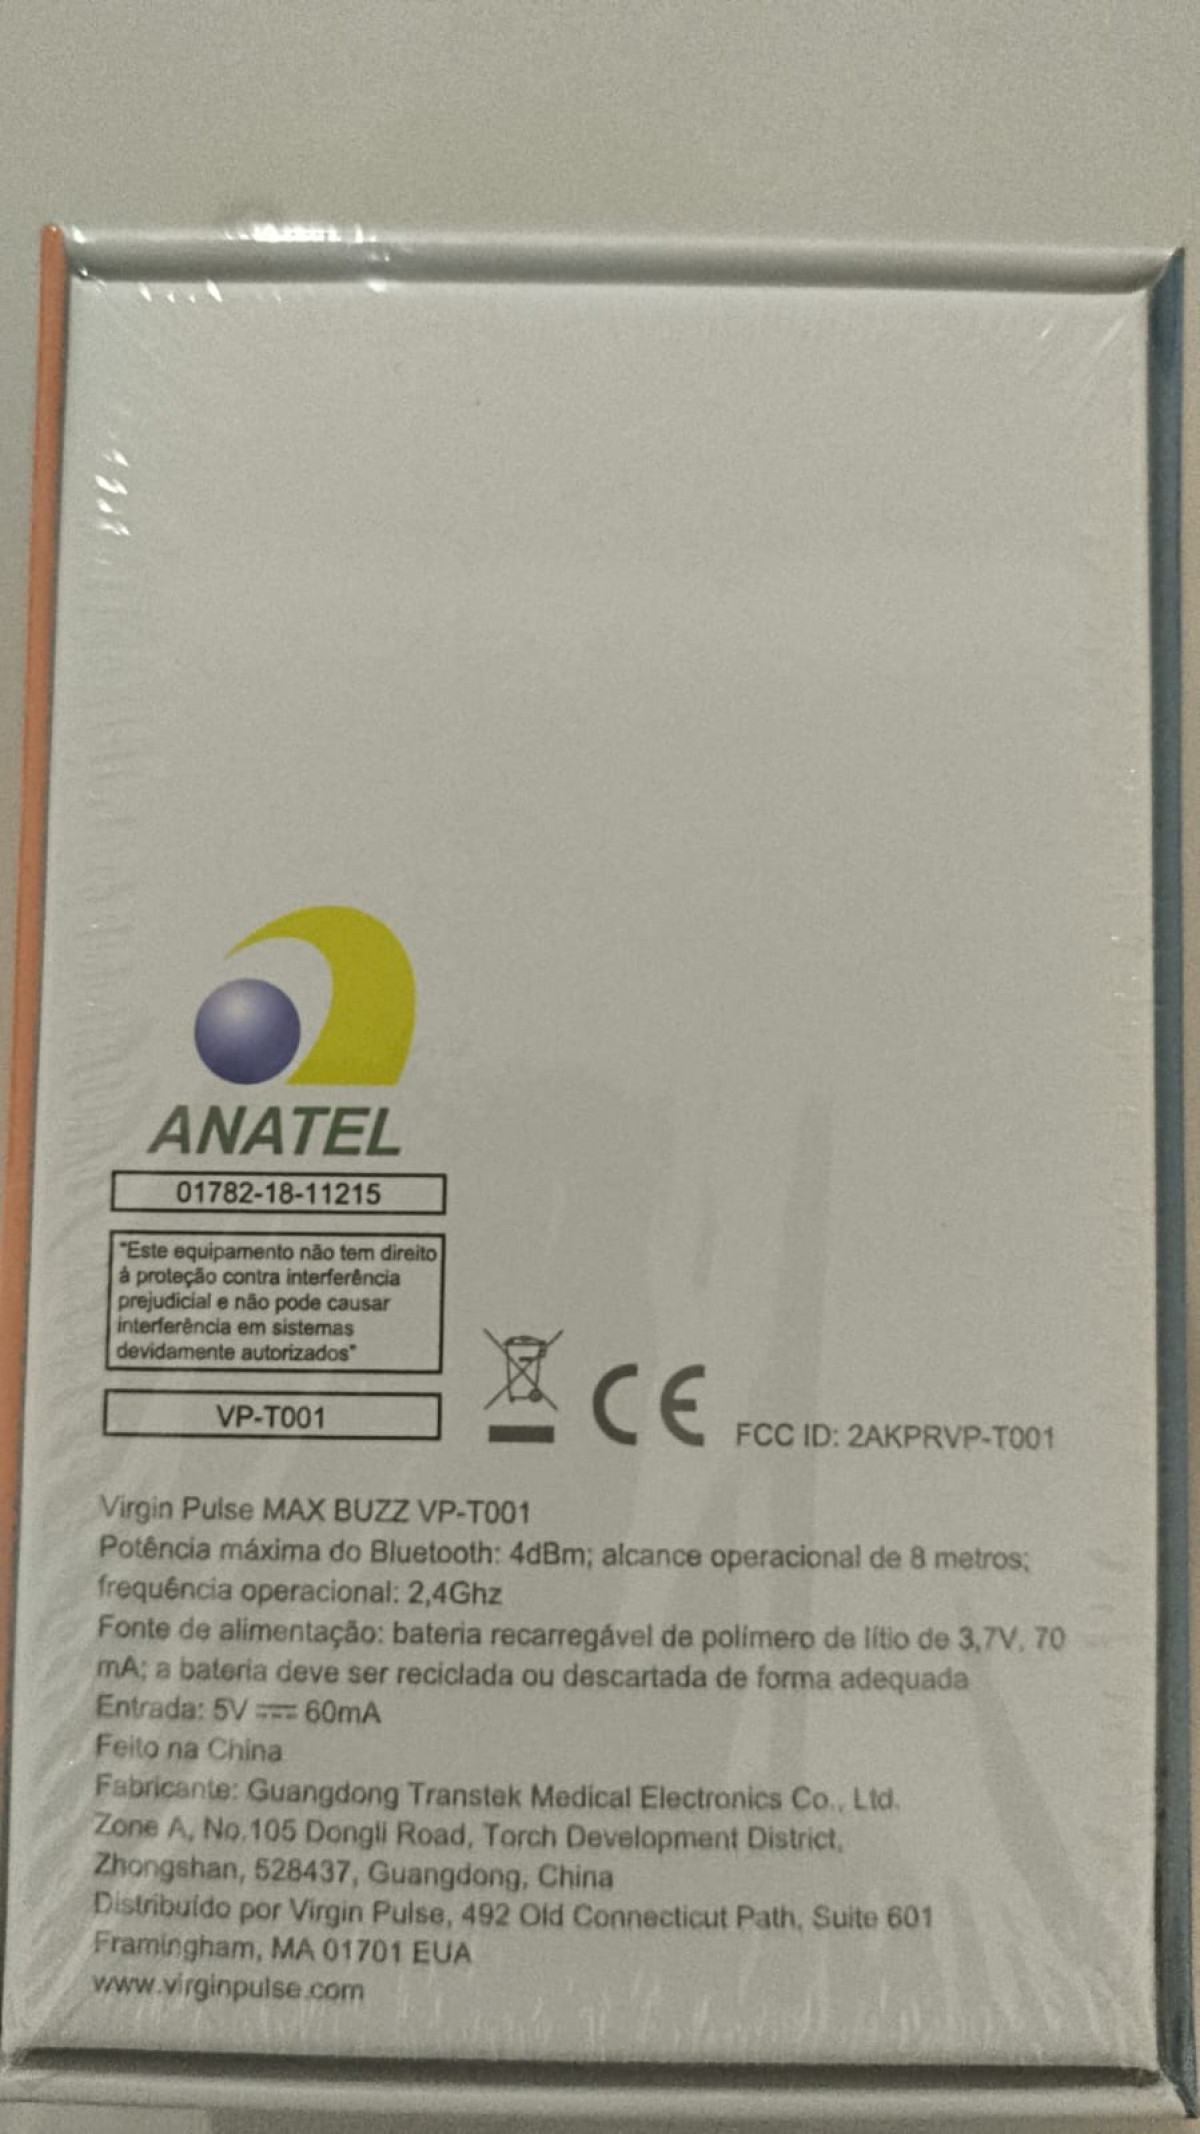 ANATEL
01782-18-11215
"Este equipamento não tem direito
à proteção contra interferência
prejudicial e não pode causar
interferência em sistemas
devidamente autorizados"
VP-T001
CE
FCC ID: 2AKPRVP-T001
Virgin Pulse MAX BUZZ VP-T001
Potência máxima do Bluetooth: 4dBm; alcance operacional de 8 metros;
frequência operacional: 2,4Ghz
Fonte de alimentação: bateria recarregável de polímero de lítio de 3,7V, 70
mA; a bateria deve ser reciclada ou descartada de forma adequada
Entrada: 5V ⎓ 60mA
Feito na China
Fabricante: Guangdong Transtek Medical Electronics Co., Ltd.
Zone A, No.105 Dongli Road, Torch Development District,
Zhongshan, 528437, Guangdong, China
Distribuído por Virgin Pulse, 492 Old Connecticut Path, Suite 601
Framingham, MA 01701 EUA
www.virginpulse.com